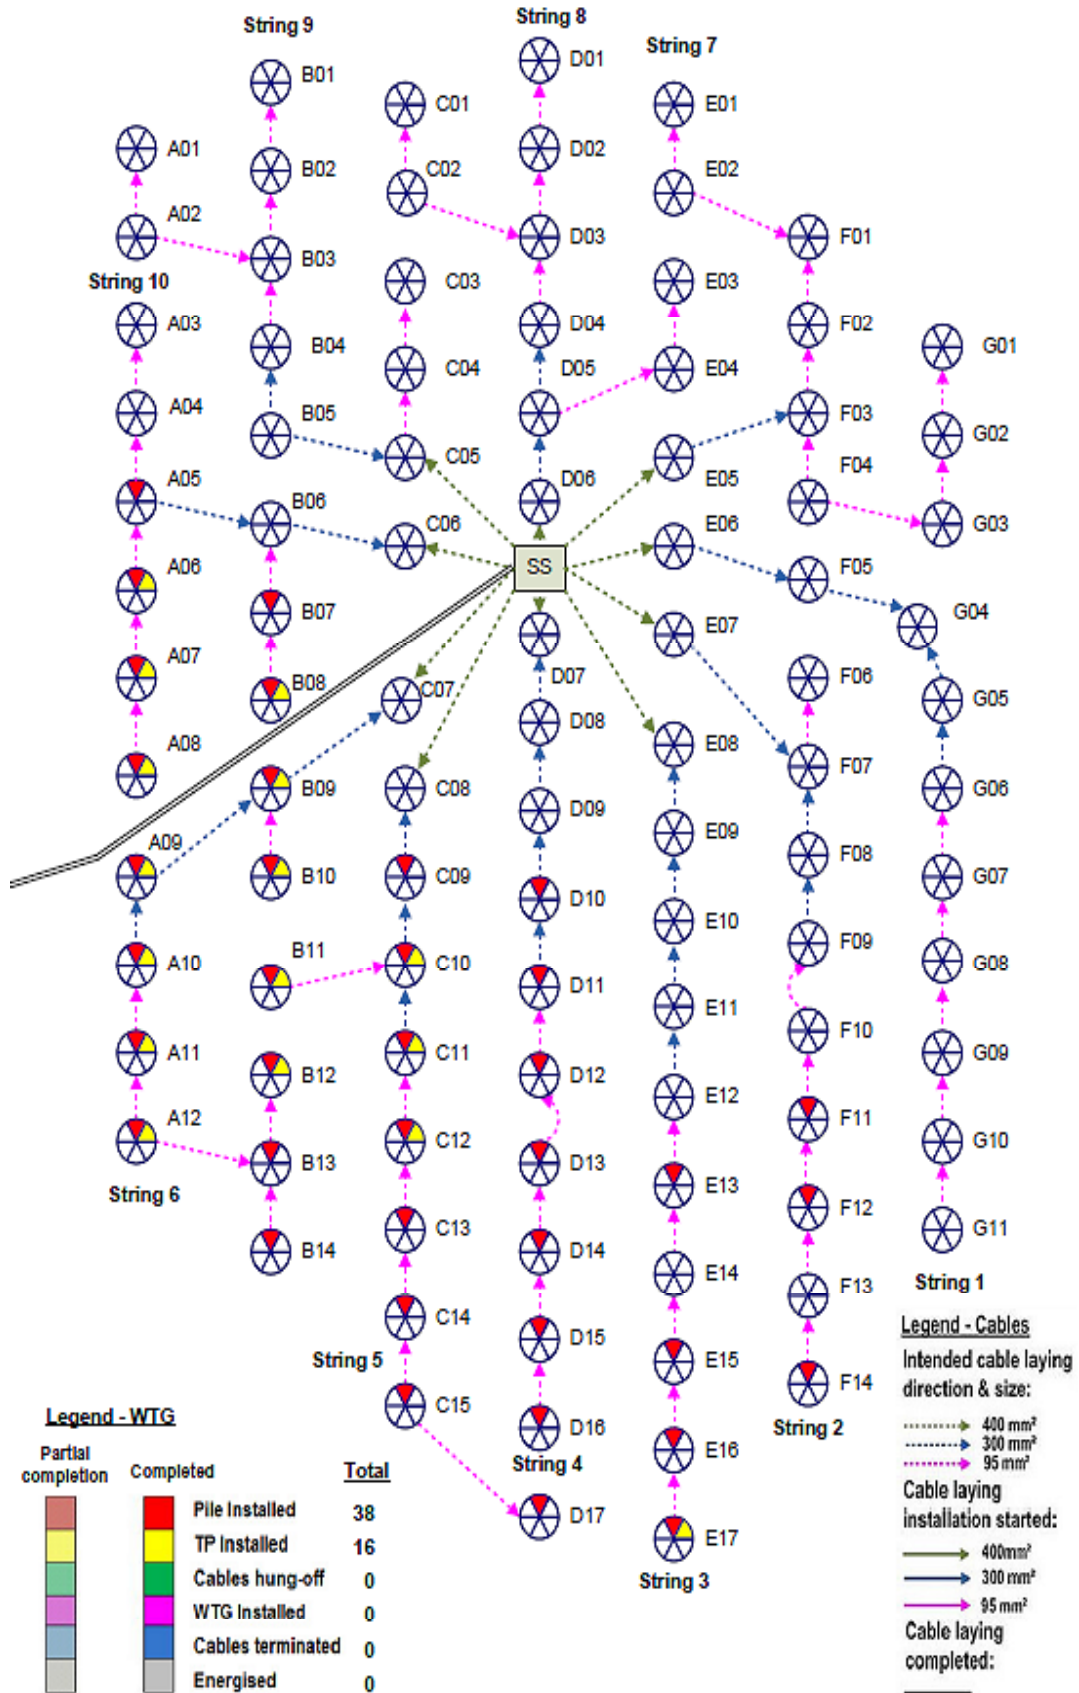 String 8
String 9
String 7
D01
B01
C01
E01
A01
D02
B02
C02
E02
A02
D03
F01
B03
String 10
C03
E03
A03
D04
F02
B04
G01
C04
D05
E04
A04
B05
F03
G02
C05
A05
D06
E05
F04
B06
C06
E06
G03
A06
SS
F05
B07
E07
G04
A07
D07
F06
B08
C07
G05
A08
D08
E08
F07
B09
C08
G06
A09
D09
E09
F08
B10
C09
G07
D10
E10
F09
B11
A10
C10
G08
D11
E11
F10
A11
C11
G09
B12
D12
E12
F11
A12
C12
G10
B13
D13
E13
F12
String 6
C13
G11
B14
D14
E14
F13
String 1
C14
D15
E15
F14
String 5
C15
D16
E16
String 2
String 4
D17
E17
String 3
Legend - WTG
Partial
completion
Completed
Total
Pile Installed 38
TP Installed 16
Cables hung-off 0
WTG Installed 0
Cables terminated 0
Energised 0
Legend - Cables
Intended cable laying
direction & size:
400 mm²
300 mm²
95 mm²
Cable laying
installation started:
400mm²
300 mm²
95 mm²
Cable laying
completed: